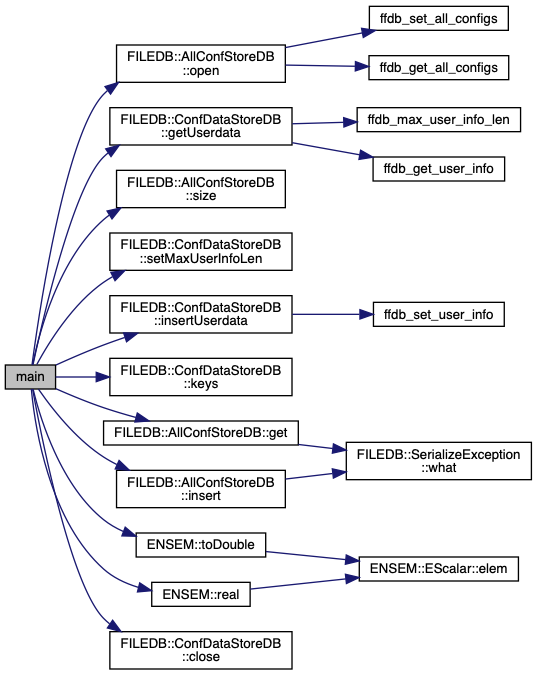 main
FILEDB::AllConfStoreDB
::open
ffdb_set_all_configs
ffdb_get_all_configs
FILEDB::ConfDataStoreDB
::getUserdata
ffdb_max_user_info_len
ffdb_get_user_info
FILEDB::AllConfStoreDB
::size
FILEDB::ConfDataStoreDB
::setMaxUserInfoLen
FILEDB::ConfDataStoreDB
::insertUserdata
ffdb_set_user_info
FILEDB::ConfDataStoreDB
::keys
FILEDB::AllConfStoreDB::get
FILEDB::SerializeException
::what
FILEDB::AllConfStoreDB
::insert
ENSEM::toDouble
ENSEM::EScalar::elem
ENSEM::real
FILEDB::ConfDataStoreDB
::close